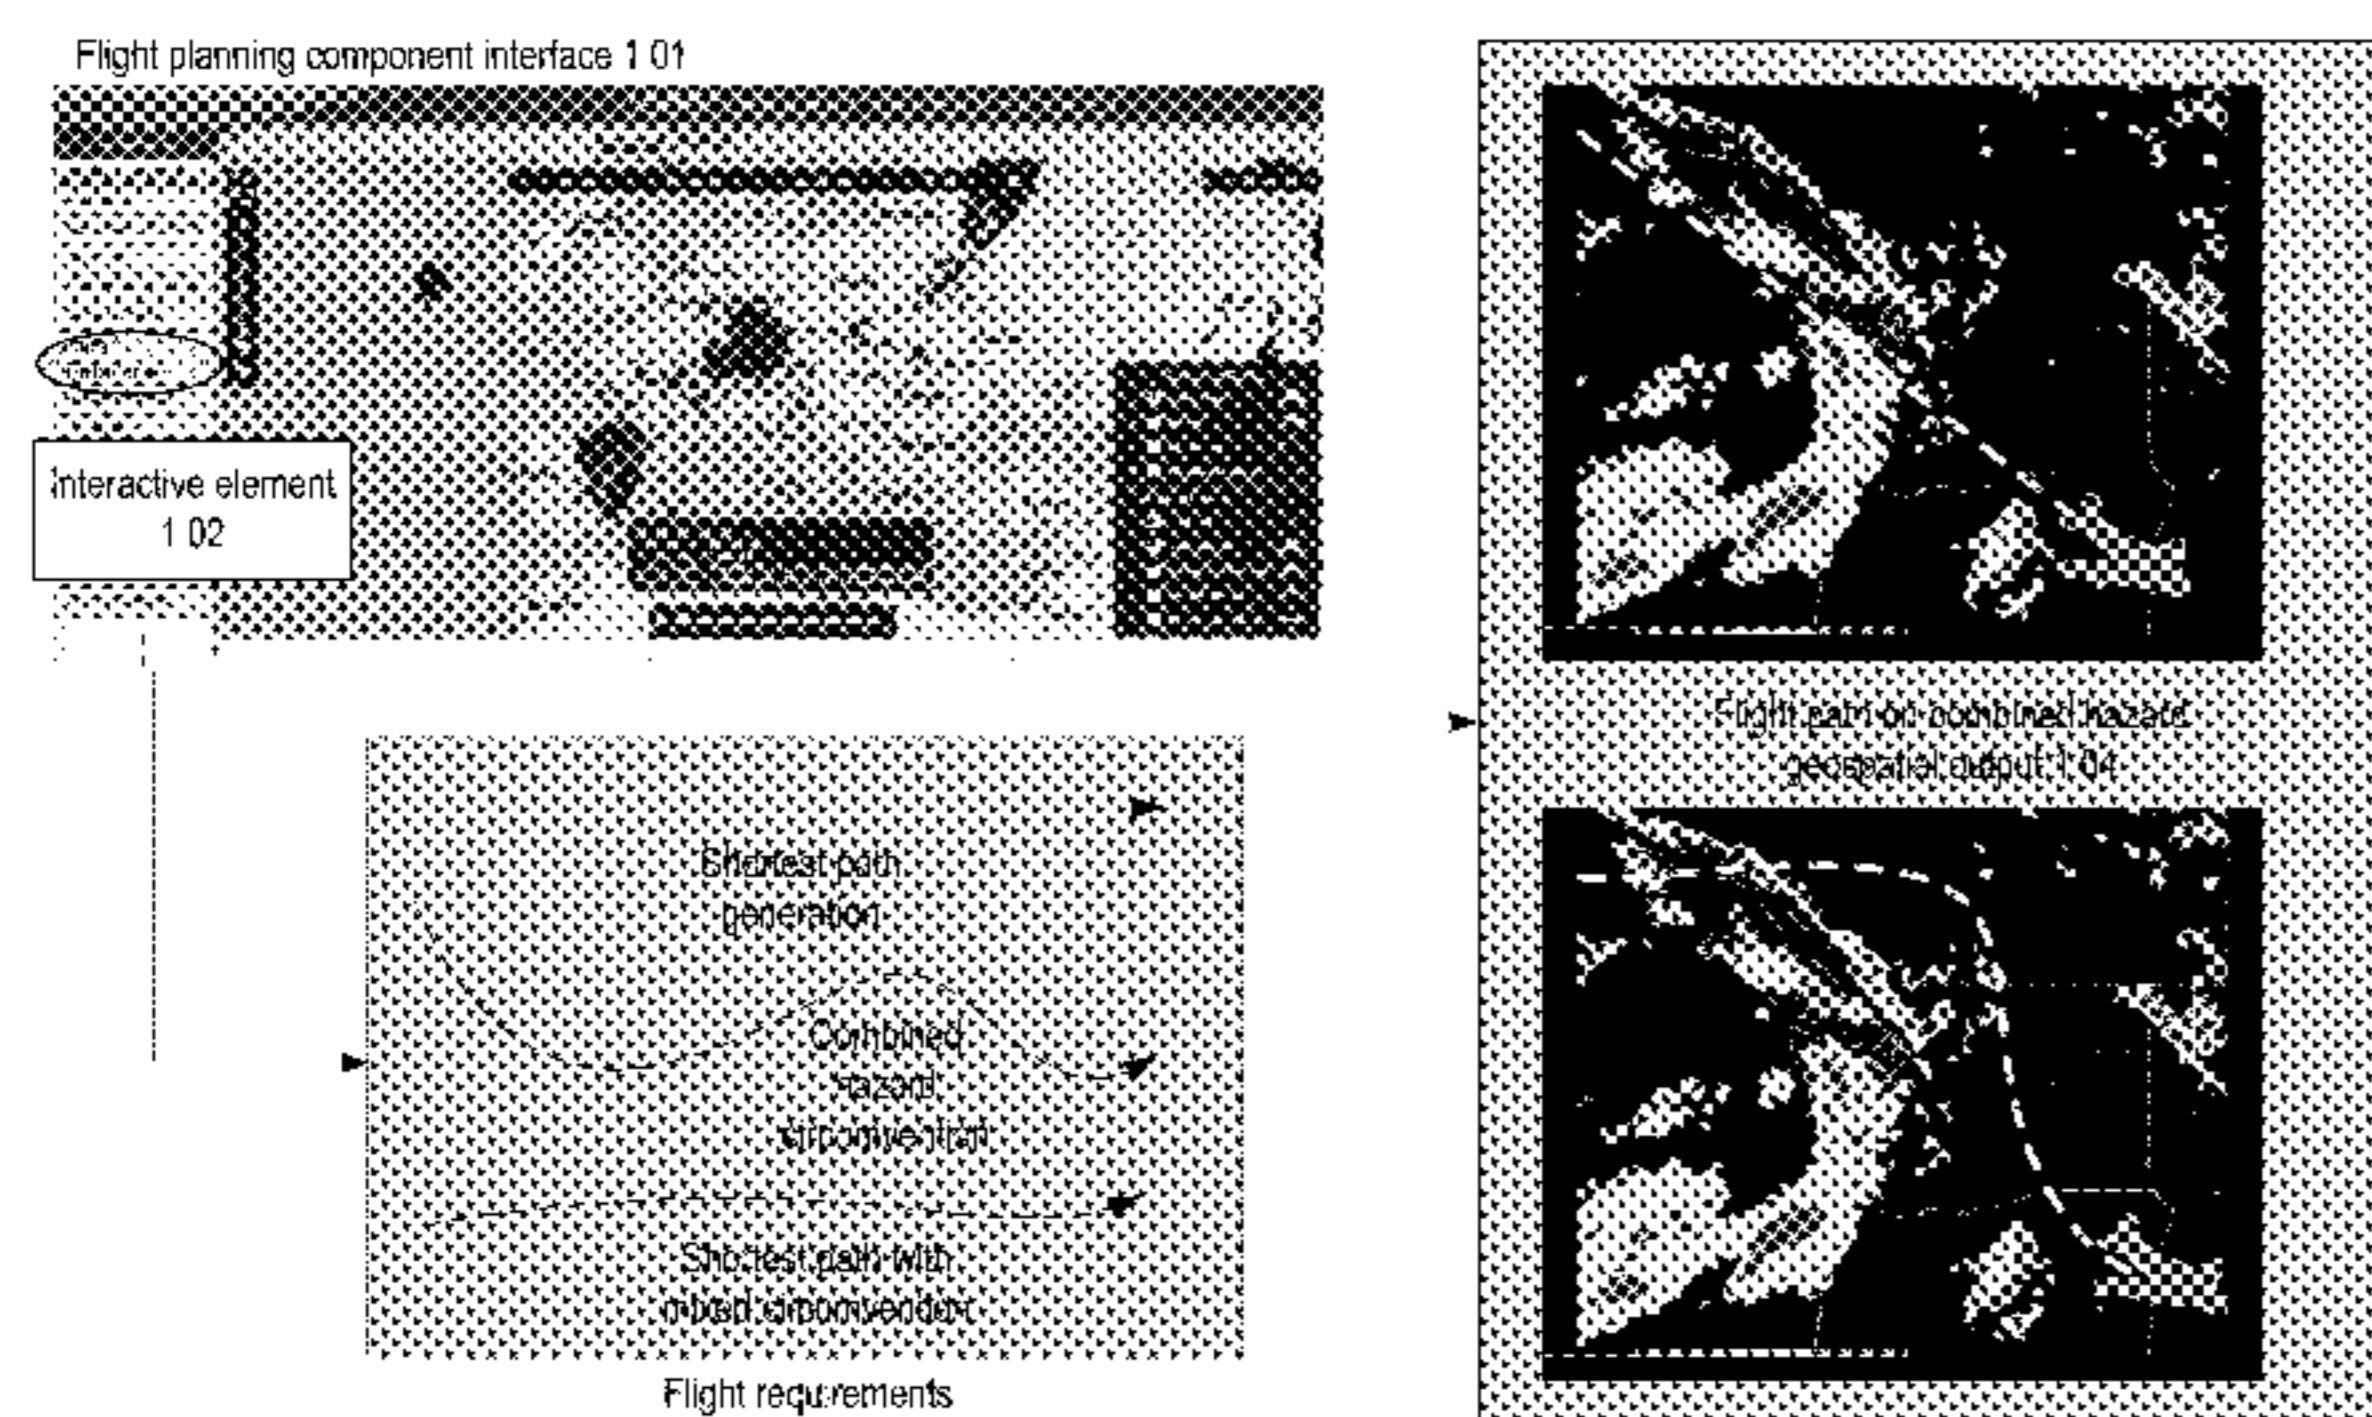 Flight planning component interface 1 01
Interactive element
1 02
Flight path on combined hazard
geospatial output 1 04
Shortest path
generation
Combined
hazard
circumvention
Shortest path with
mixed circumvention
Flight requirements